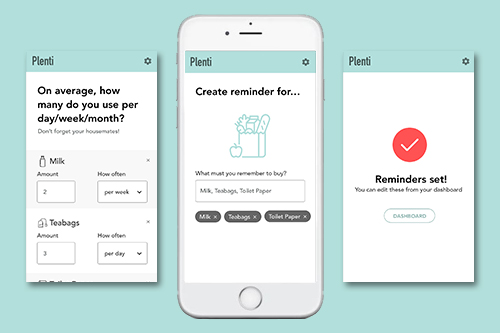 Plenti
On average, how
many do you use per
day/week/month?
Don't forget your housemates!
Milk
×
Amount
How often
2
per week
Teabags
×
Amount
How often
3
per day
Plenti
Create reminder for...
What must you remember to buy?
Milk, Teabags, Toilet Paper
Milk × Teabags × Toilet Paper ×
Plenti
Reminders set!
You can edit these from your dashboard
DASHBOARD